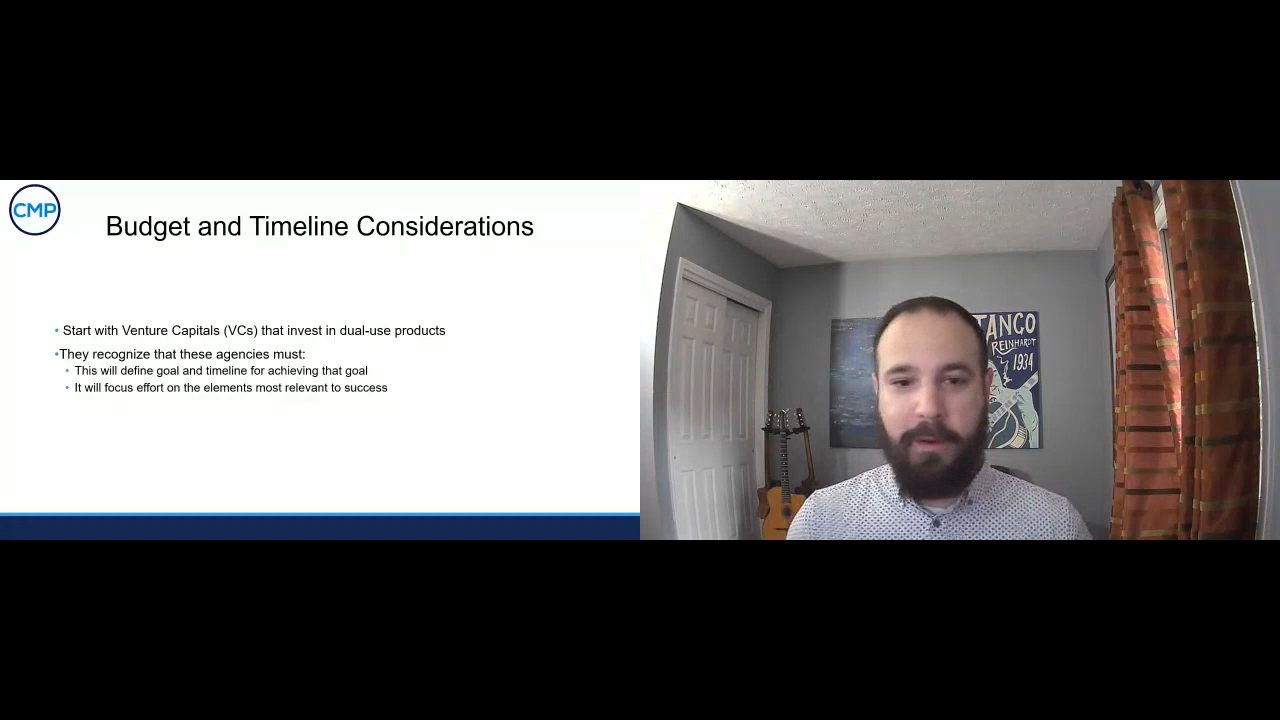 CMP
Budget and Timeline Considerations
• Start with Venture Capitals (VCs) that invest in dual-use products
•They recognize that these agencies must:
• This will define goal and timeline for achieving that goal
• It will focus effort on the elements most relevant to success
TANGO
REINHARDT
1934